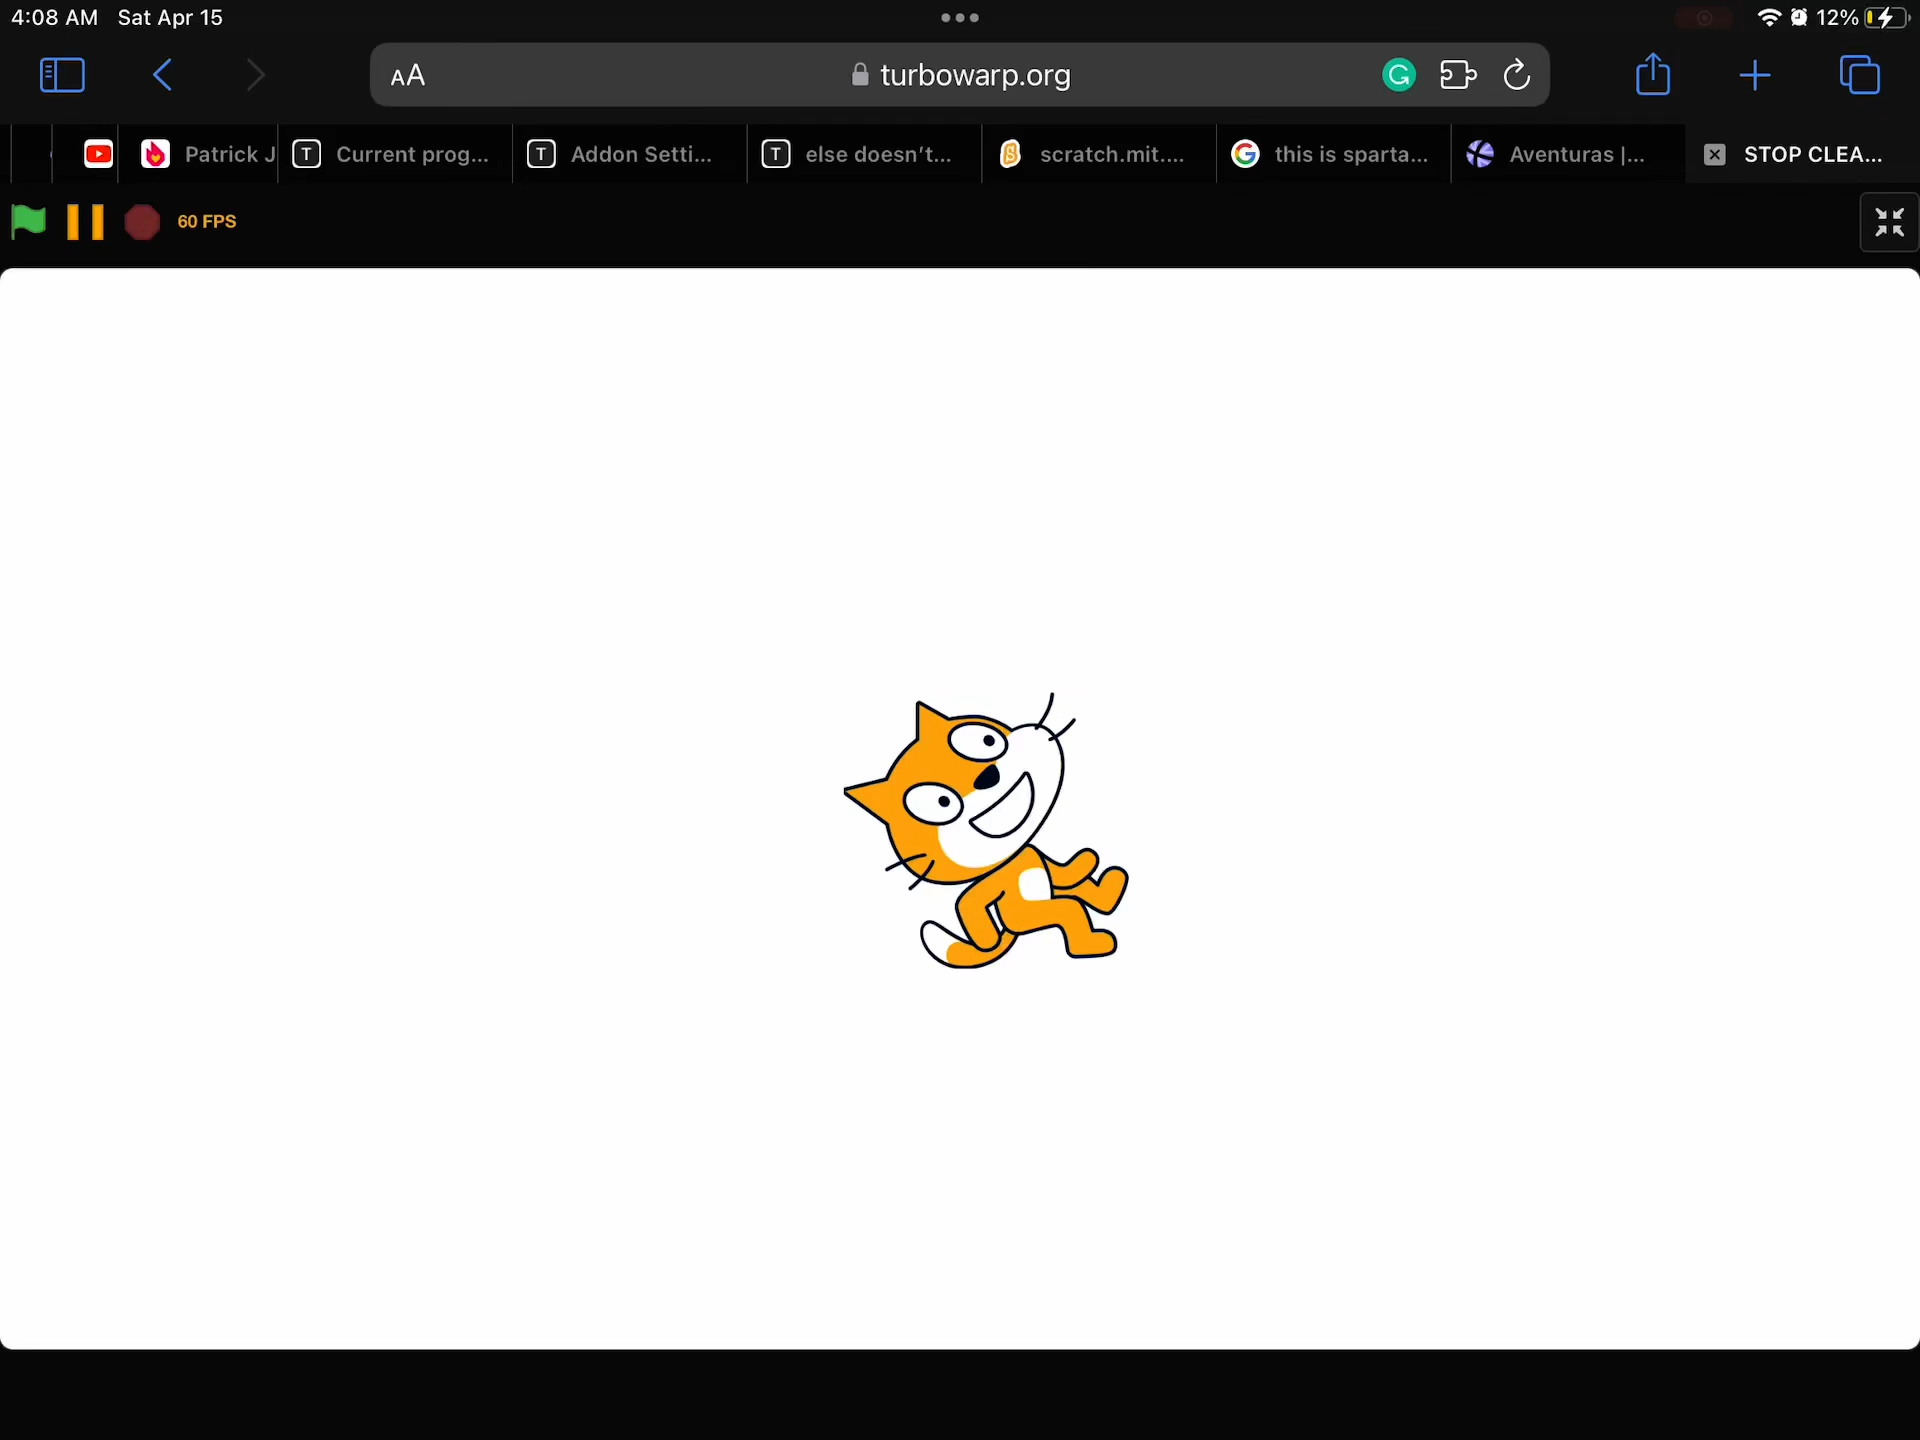 4:08 AM Sat Apr 15
12%
AA
turbowarp.org
Patrick J
Current prog...
Addon Setti...
else doesn't...
scratch.mit....
this is sparta...
Aventuras |...
STOP CLEA...
60 FPS